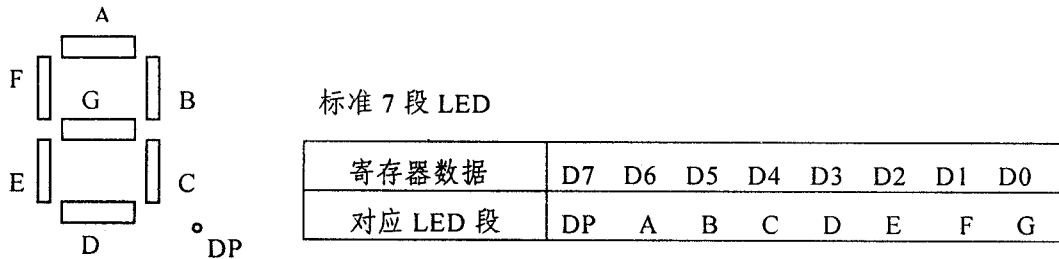 A
F
G
B
E
C
D
DP
标准 7 段 LED
寄存器数据 D7 D6 D5 D4 D3 D2 D1 D0
对应 LED 段 DP A B C D E F G